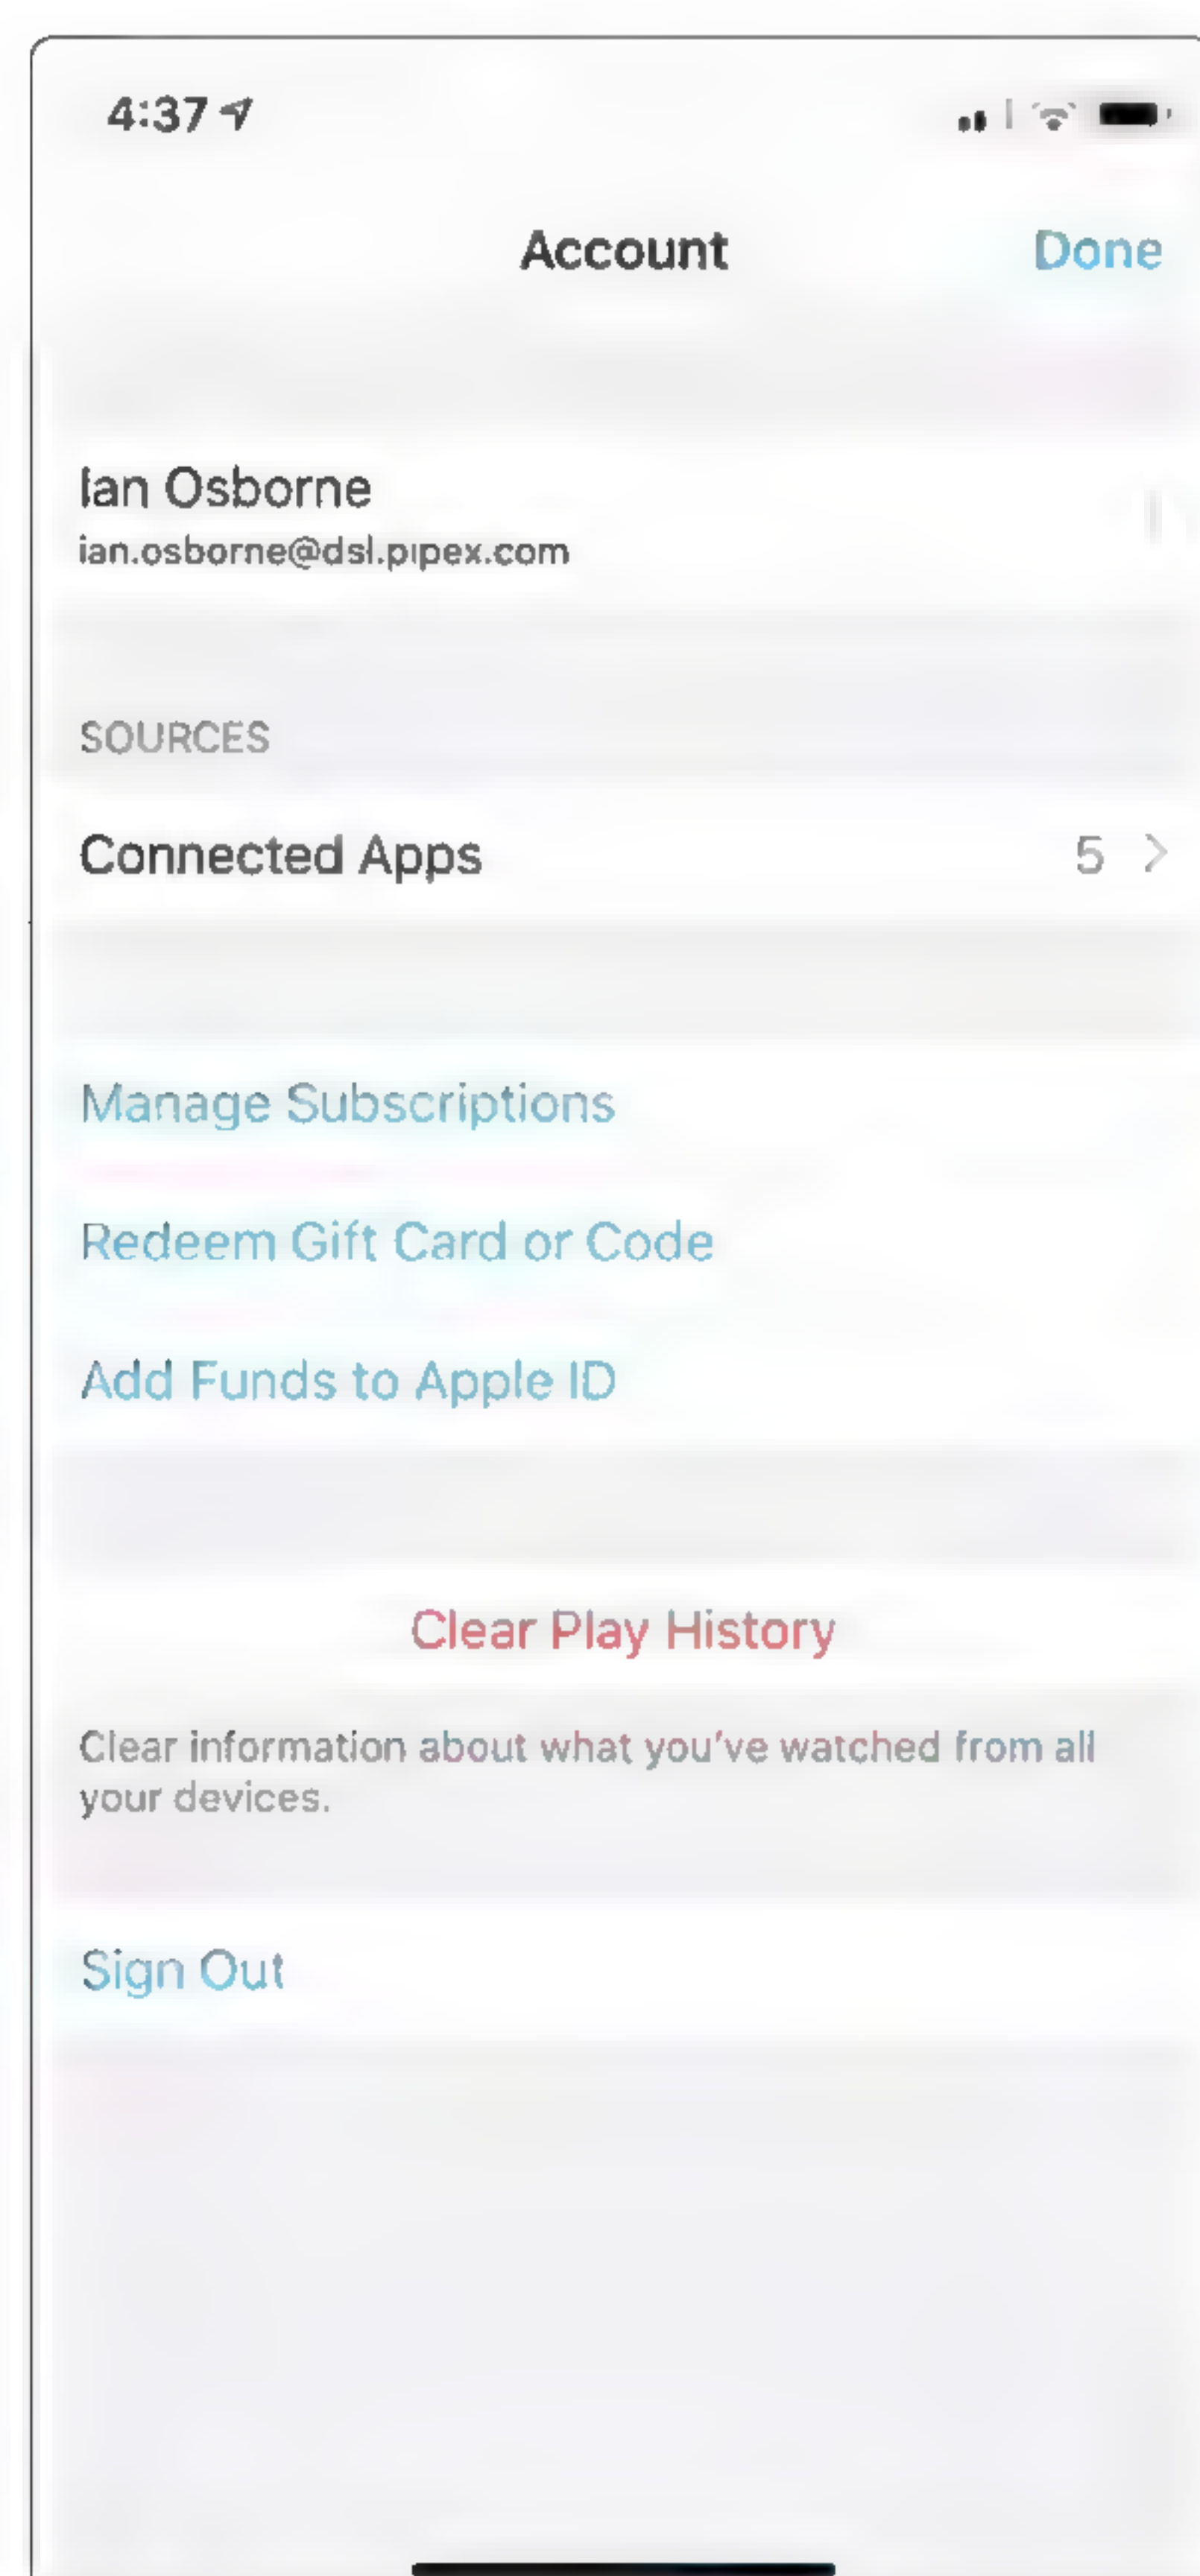 4:37
Account
Done
Ian Osborne
ian.osborne@dsl.pipex.com
SOURCES
Connected Apps
5
Manage Subscriptions
Redeem Gift Card or Code
Add Funds to Apple ID
Clear Play History
Clear information about what you've watched from all
your devices.
Sign Out